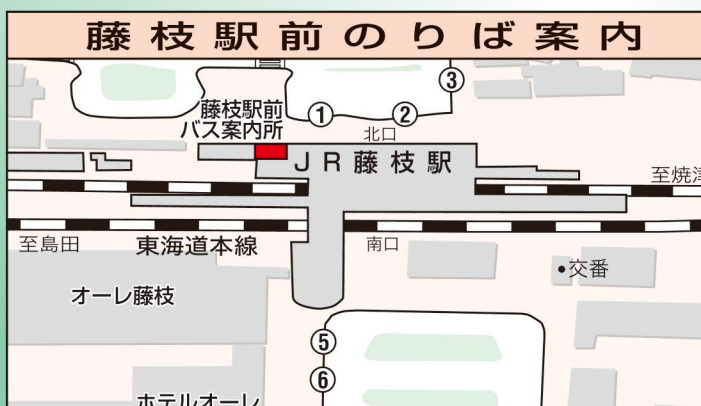 藤枝駅前のりば案内
③
藤枝駅前
バス案内所
①
②
北口
JR藤枝駅
至焼津
至島田
東海道本線
南口
交番
オーレ藤枝
⑤
⑥
ホテルオーレ